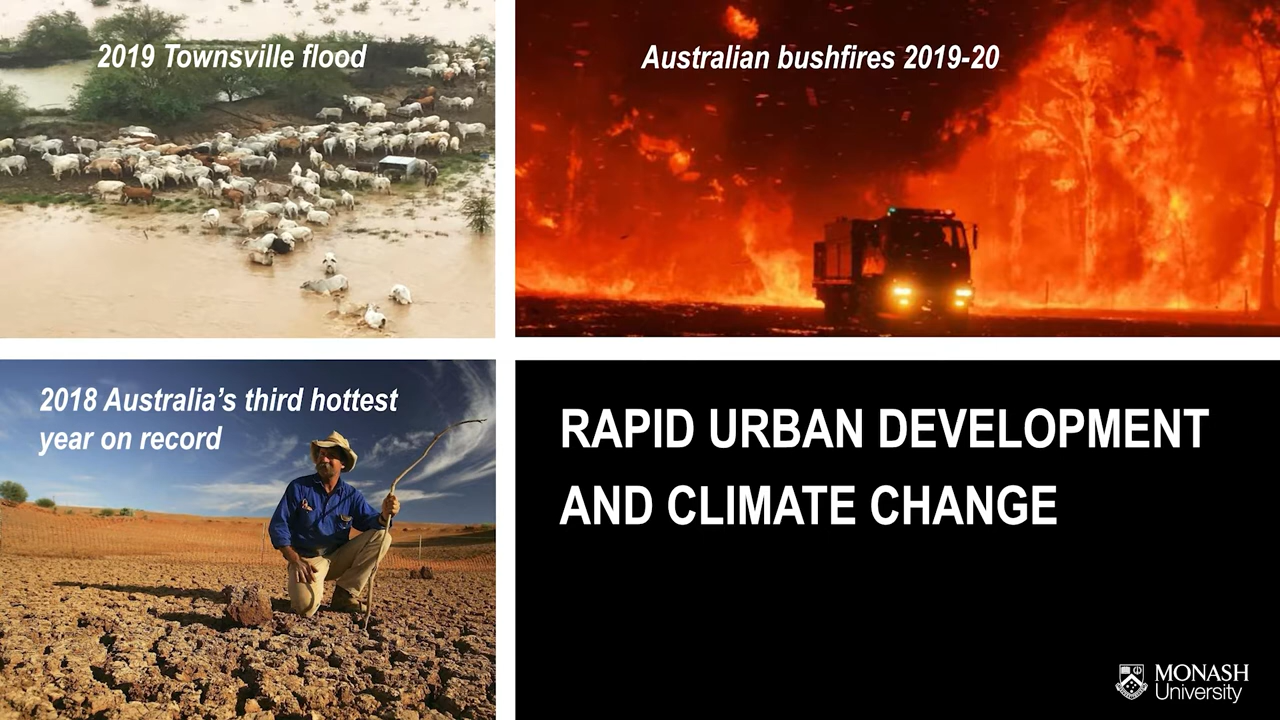 2019 Townsville flood
Australian bushfires 2019-20
2018 Australia's third hottest
year on record
RAPID URBAN DEVELOPMENT
AND CLIMATE CHANGE
MONASH
University